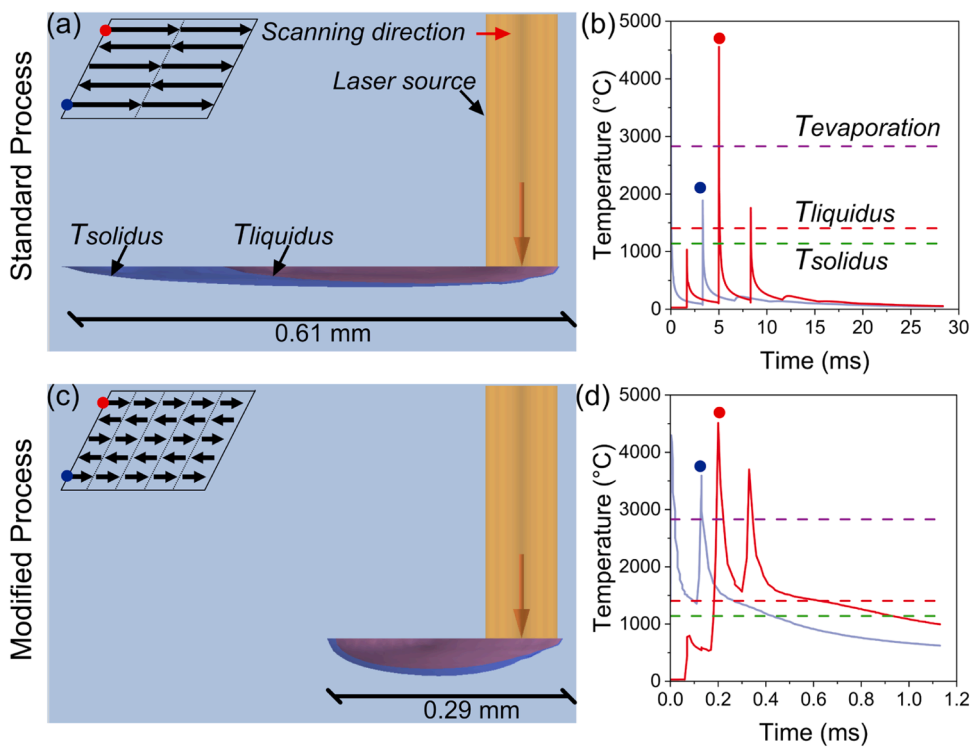 Standard Process
(a)
Scanning direction
Laser source
Tsolidus
Tliquidus
0.61 mm
(b)
Temperature (°C)
5000
4000
3000
2000
1000
0
Tevaporation
Tliquidus
Tsolidus
0 5 10 15 20 25 30
Time (ms)
Modified Process
(c)
0.29 mm
(d)
Temperature (°C)
5000
4000
3000
2000
1000
0
0.0 0.2 0.4 0.6 0.8 1.0 1.2
Time (ms)